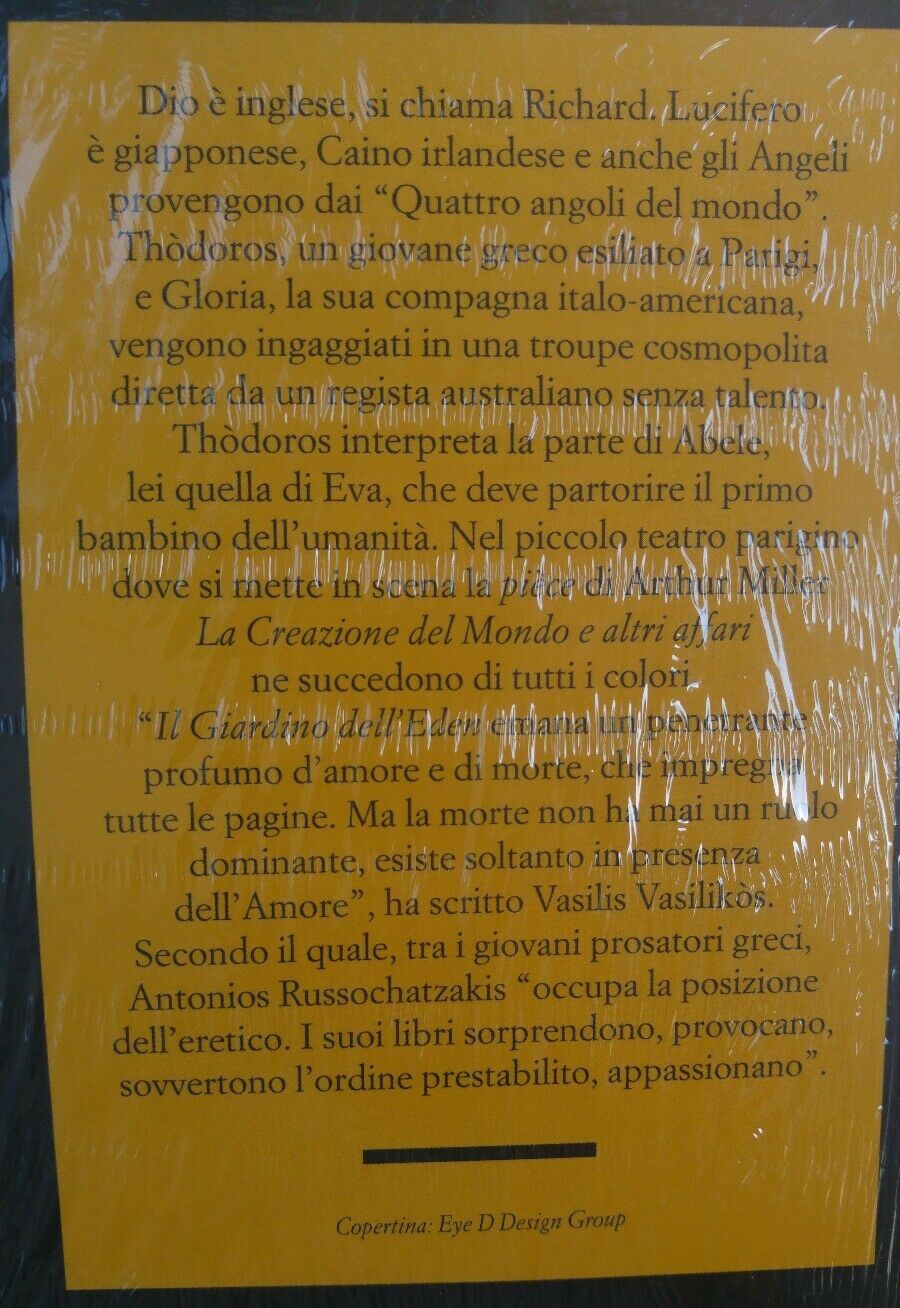 Dio è inglese, si chiama Richard. Lucifero
è giapponese, Caino irlandese e anche gli Angeli
provengono dai “Quattro angoli del mondo”.
Thòdoros, un giovane greco esiliato a Parigi,
e Gloria, la sua compagna italo-americana,
vengono ingaggiati in una troupe cosmopolita
diretta da un regista australiano senza talento.
Thòdoros interpreta la parte di Abele,
lei quella di Eva, che deve partorire il primo
bambino dell’umanità. Nel piccolo teatro parigino
dove si mette in scena la pièce di Arthur Miller
La Creazione del Mondo e altri affari
ne succedono di tutti i colori.
“Il Giardino dell’Eden emana un penetrante
profumo d’amore e di morte, che impregna
tutte le pagine. Ma la morte non ha mai un ruolo
dominante, esiste soltanto in presenza
dell’Amore”, ha scritto Vasilis Vasilikòs.
Secondo il quale, tra i giovani prosatori greci,
Antonios Russochatzakis “occupa la posizione
dell’eretico. I suoi libri sorprendono, provocano,
sovvertono l’ordine prestabilito, appassionano”.
Copertina: Eye D Design Group